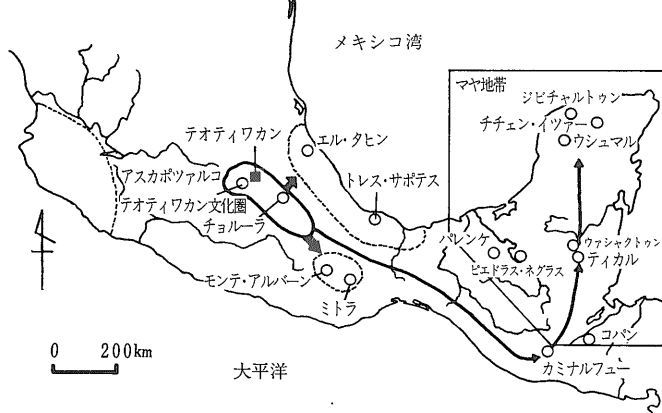 メキシコ湾
マヤ地帯
ジビチャルトゥン
チチェン・イツァー
ウシュマル
テオティワカン
エル・タヒン
アスカポツァルコ
トレス・サポテス
テオティワカン文化圏
チョルーラ
パレンケ
ワァシャクトゥン
ティカル
ピエドラス・ネグラス
モンテ・アルバーン
ミトラ
コパン
0 200km
カミナルフュー
大平洋